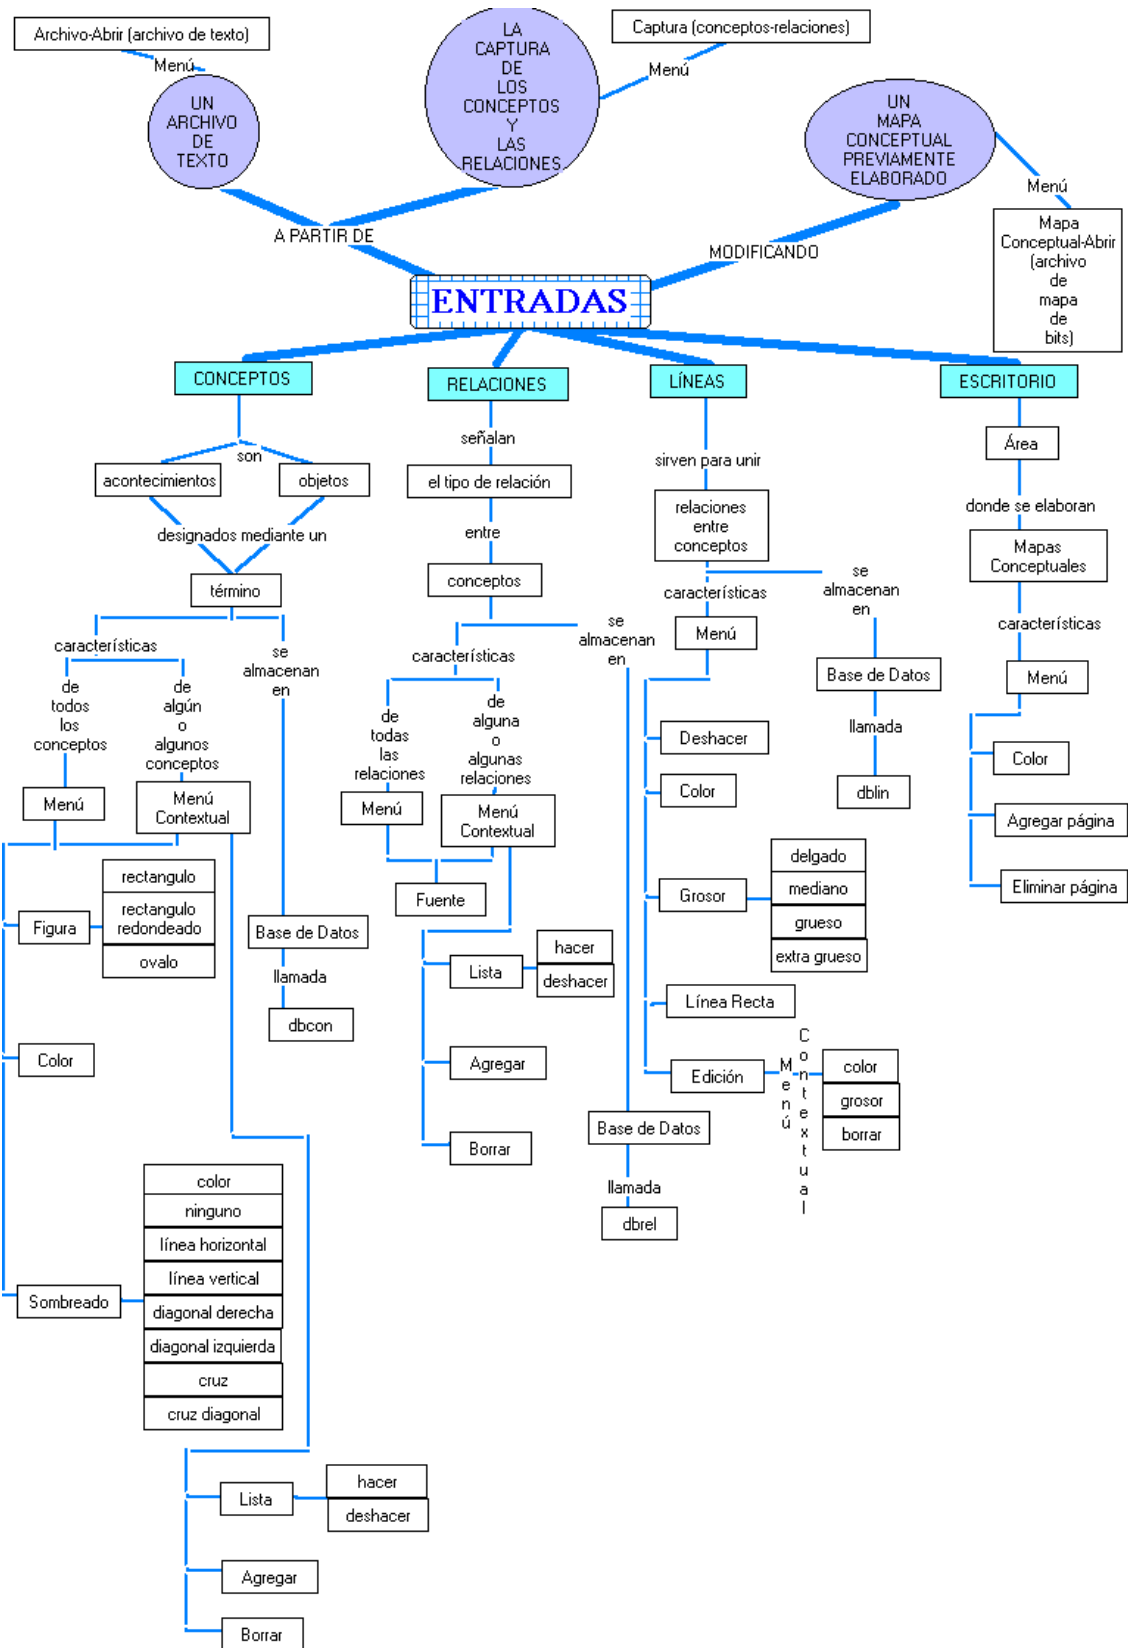 Archivo-Abrir (archivo de texto)
Menú
UN
ARCHIVO
DE
TEXTO
LA
CAPTURA
DE
LOS
CONCEPTOS
Y
LAS
RELACIONES
Captura (conceptos-relaciones)
Menú
UN
MAPA
CONCEPTUAL
PREVIAMENTE
ELABORADO
Menú
Mapa
Conceptual-Abrir
(archivo
de
mapa
de
bits)
A PARTIR DE
MODIFICANDO
ENTRADAS
CONCEPTOS
son
acontecimientos
objetos
designados mediante un
término
características
de
todos
los
conceptos
Menú
de
algún
o
algunos
conceptos
Menú
Contextual
Figura
rectangulo
rectangulo
redondeado
ovalo
Color
Sombreado
color
ninguno
línea horizontal
línea vertical
diagonal derecha
diagonal izquierda
cruz
cruz diagonal
Lista
hacer
deshacer
Agregar
Borrar
se
almacenan
en
Base de Datos
llamada
dbcon
RELACIONES
señalan
el tipo de relación
entre
conceptos
características
de
todas
las
relaciones
Menú
de
alguna
o
algunas
relaciones
Menú
Contextual
Fuente
Lista
hacer
deshacer
Agregar
Borrar
se
almacenan
en
Base de Datos
llamada
dbrel
LÍNEAS
sirven para unir
relaciones
entre
conceptos
características
Menú
Deshacer
Color
Grosor
delgado
mediano
grueso
extra grueso
Línea Recta
Edición
Menú
Contextual
color
grosor
borrar
se
almacenan
en
Base de Datos
llamada
dblin
ESCRITORIO
Área
donde se elaboran
Mapas
Conceptuales
características
Menú
Color
Agregar página
Eliminar página